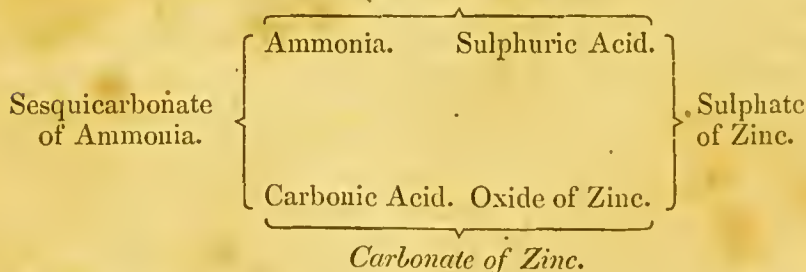 Ammonia. Sulphuric Acid.
Sesquicarbonate
of Ammonia.
Sulphate
of Zinc.
Carbonic Acid. Oxide of Zinc.
Carbonate of Zinc.